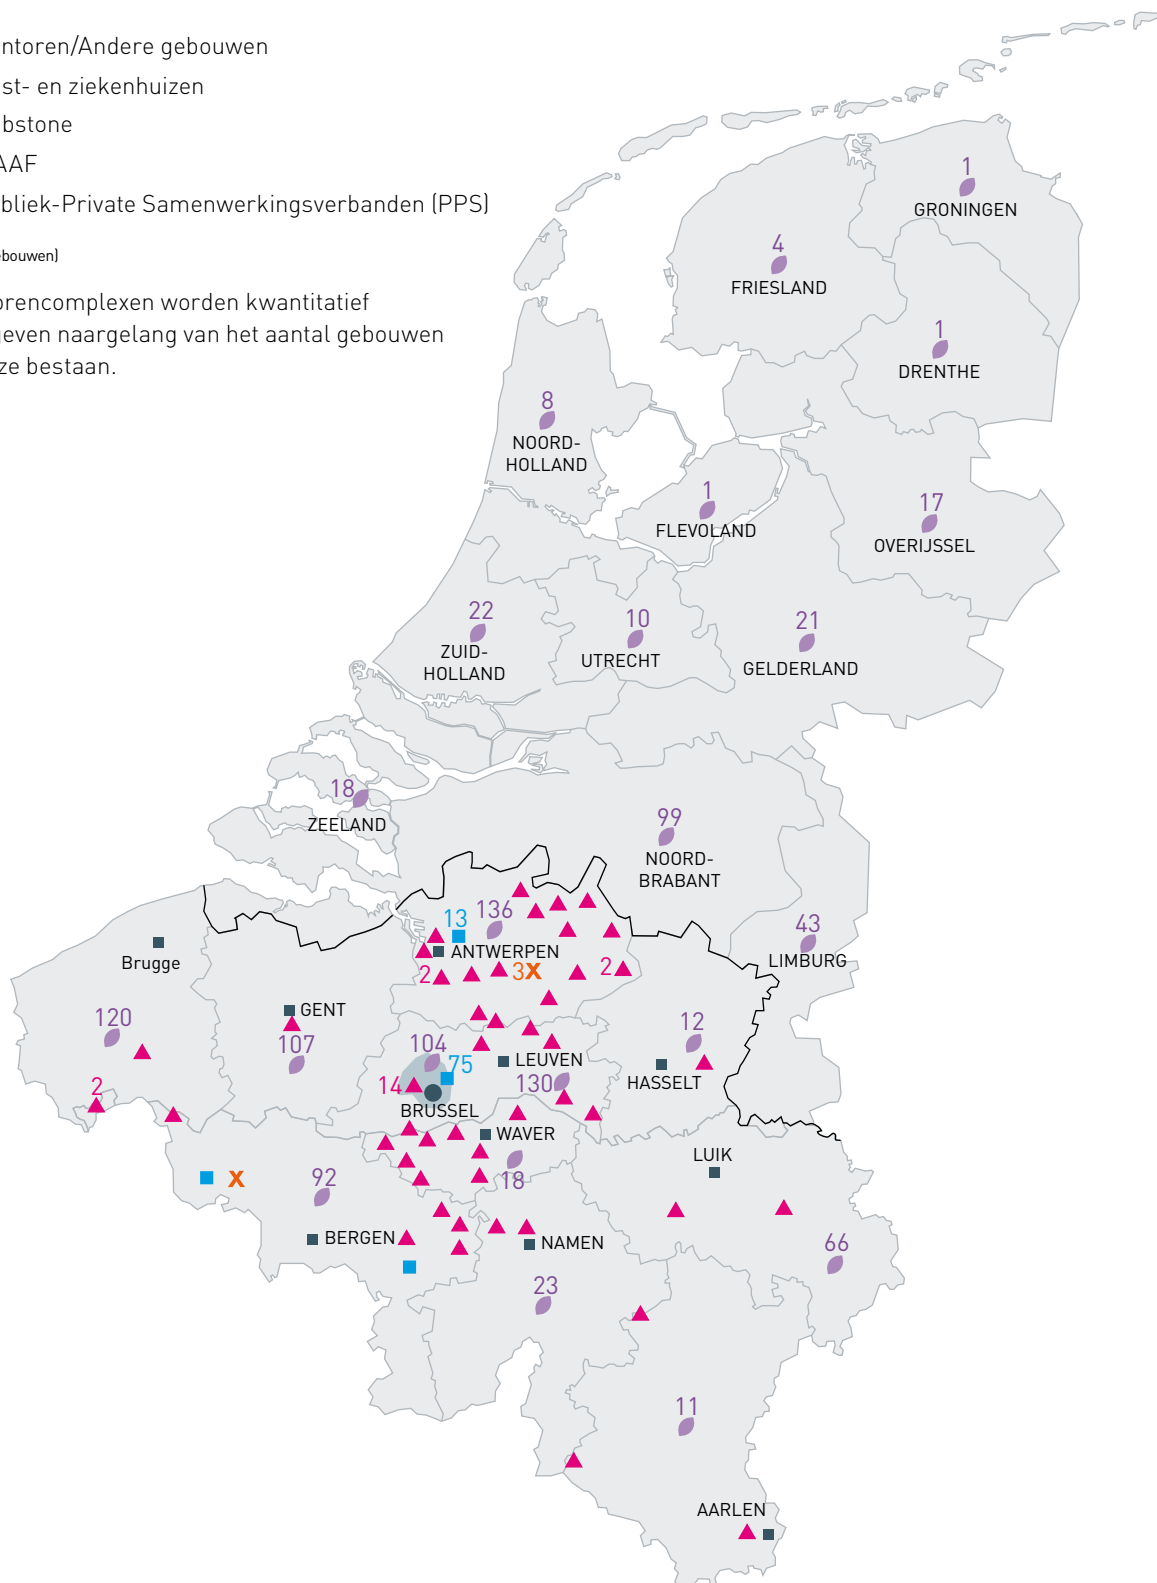 ntoren/Andere gebouwen
st- en ziekenhuizen
bstone
AAF
bliek-Private Samenwerkingsverbanden (PPS)
ebouwen)
orencomplexen worden kwantitatief
geven naargelang van het aantal gebouwen
ze bestaan.
1
GRONINGEN
4
FRIESLAND
1
DRENTHE
8
NOORD-
HOLLAND
1
FLEVOLAND
17
OVERIJSSEL
22
ZUID-
HOLLAND
10
UTRECHT
21
GELDERLAND
18
ZEELAND
99
NOORD-
BRABANT
43
LIMBURG
13
136
ANTWERPEN
2
3X
2
Brugge
120
2
GENT
107
104
75
14
BRUSSEL
LEUVEN
130
12
HASSELT
WAVER
18
LUIK
66
X
92
BERGEN
NAMEN
23
11
AARLEN